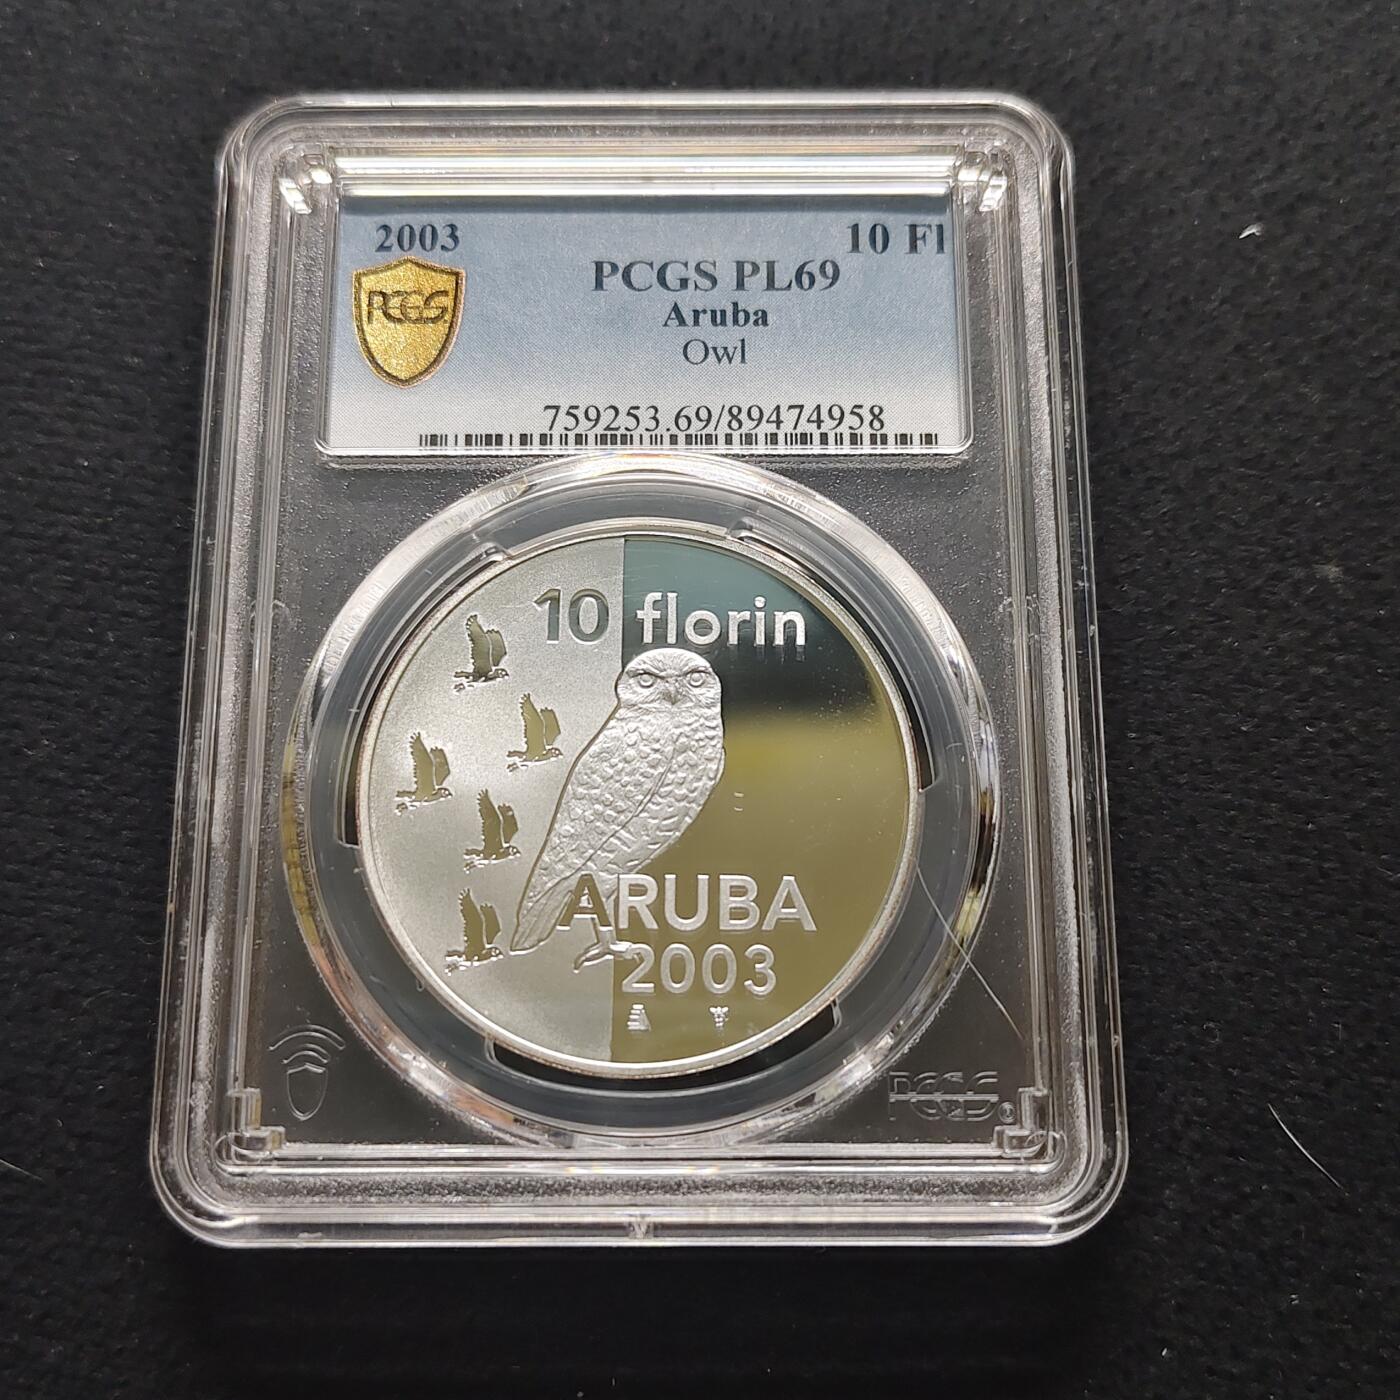 2003
10 Fl
PCGS PL69
PCGS
Aruba
Owl
759253.69/89474958
10 florin
ARUBA
2003
PCGS